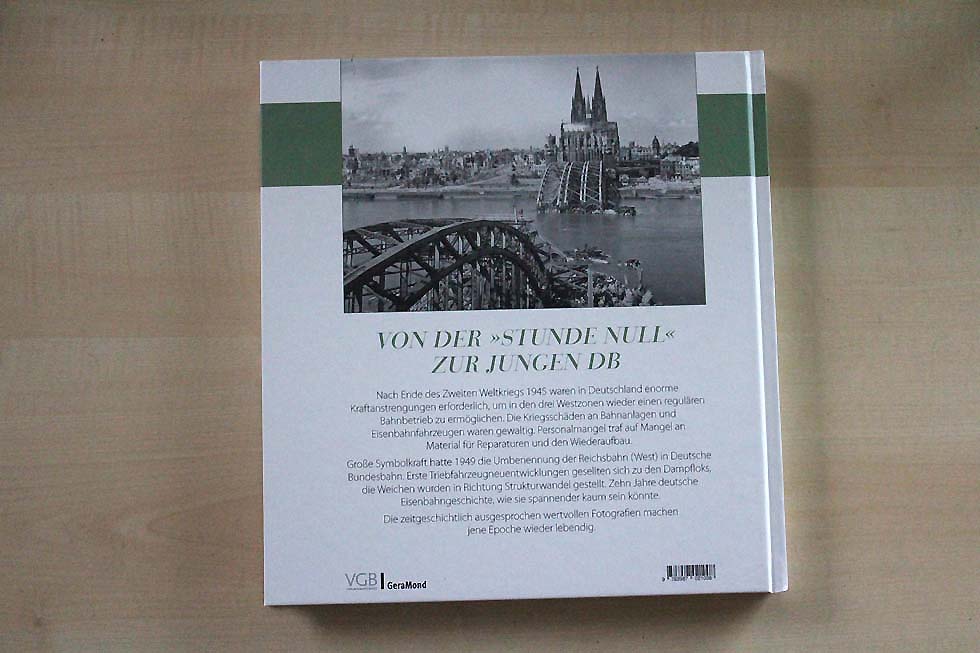 VON DER »STUNDE NULL«
ZUR JUNGEN DB
Nach Ende des Zweiten Weltkriegs 1945 waren in Deutschland enorme
Kraftanstrengungen erforderlich, um in den drei Westzonen wieder einen regulären
Bahnbetrieb zu ermöglichen. Die Kriegsschäden an Bahnanlagen und
Eisenbahnfahrzeugen waren gewaltig. Personalmangel traf auf Mangel an
Material für Reparaturen und den Wiederaufbau.
Große Symbolkraft hatte 1949 die Umbenennung der Reichsbahn (West) in Deutsche
Bundesbahn. Erste Triebfahrzeugneuentwicklungen gesellten sich zu den Dampfloks,
die Weichen wurden in Richtung Strukturwandel gestellt. Zehn Jahre deutsche
Eisenbahngeschichte, wie sie spannender kaum sein könnte.
Die zeitgeschichtlich ausgesprochen wertvollen Fotografien machen
jene Epoche wieder lebendig.
VGB GeraMond